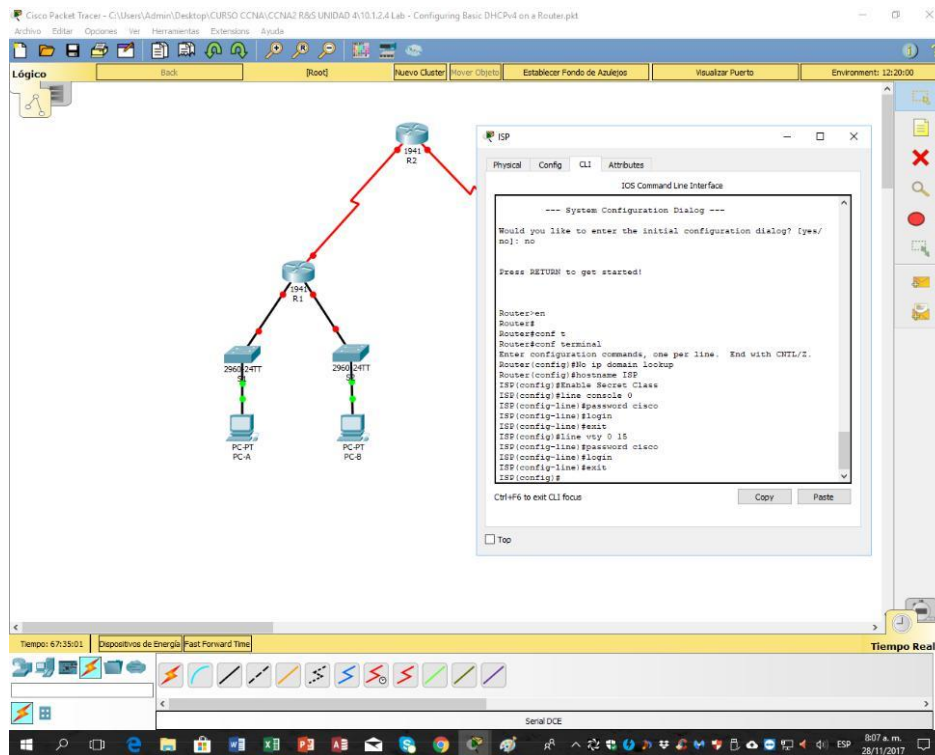 Cisco Packet Tracer - C:\Users\Admin\Desktop\CURSO CCNA\CCNA2 R&S UNIDAD 4\10.1.2.4 Lab - Configuring Basic DHCPv4 on a Router.pkt
Archivo Editar Opciones Ver Herramientas Extensions Ayuda
Lógico
Back
[Root]
Nuevo Cluster
Mover Objeto
Establecer Fondo de Azulejos
Visualizar Puerto
Environment: 12:20:00
1941
R2
1941
R1
2960-24TT
S1
2960-24TT
S2
PC-PT
PC-A
PC-PT
PC-B
ISP
Physical Config CLI Attributes
IOS Command Line Interface
--- System Configuration Dialog ---
Would you like to enter the initial configuration dialog? [yes/
no]: no
Press RETURN to get started!
Router>en
Router#
Router#conf t
Router#conf terminal
Enter configuration commands, one per line. End with CNTL/Z.
Router(config)#No ip domain lookup
Router(config)#hostname ISP
ISP(config)#Enable Secret Class
ISP(config)#line console 0
ISP(config-line)#password cisco
ISP(config-line)#login
ISP(config-line)#exit
ISP(config)#line vty 0 15
ISP(config-line)#password cisco
ISP(config-line)#login
ISP(config-line)#exit
ISP(config)#
Ctrl+F6 to exit CLI focus
Copy
Paste
Top
Tiempo: 67:35:01
Dispositivos de Energía
Fast Forward Time
Tiempo Real
Serial DCE
ESP
8:07 a. m.
28/11/2017